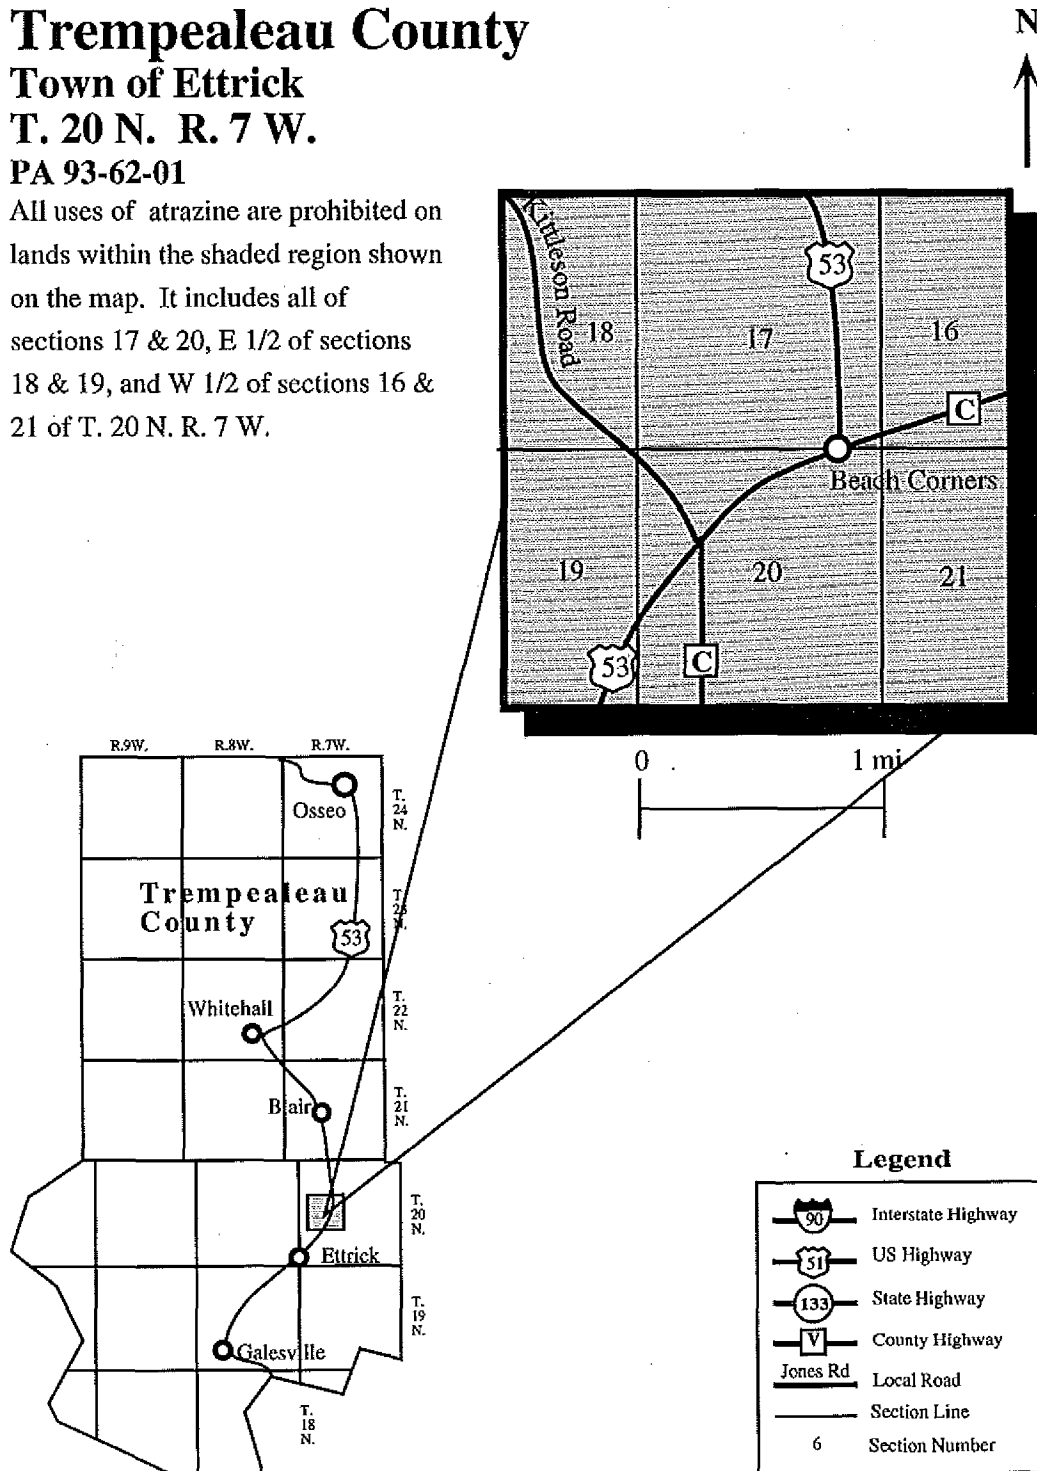 Trempealeau County
Town of Ettrick
T. 20 N. R. 7 W.
PA 93-62-01
All uses of atrazine are prohibited on
lands within the shaded region shown
on the map. It includes all of
sections 17 & 20, E 1/2 of sections
18 & 19, and W 1/2 of sections 16 &
21 of T. 20 N. R. 7 W.
N
Kittleson Road
53
18
17
16
C
Beach Corners
19
20
21
53
C
0
1 mi
R.9W.
R.8W.
R.7W.
Osseo
T.
24
N.
Trempealeau
County
T.
23
N.
53
Whitehall
T.
22
N.
Blair
T.
21
N.
T.
20
N.
Ettrick
T.
19
N.
Galesville
T.
18
N.
Legend
90 Interstate Highway
51 US Highway
133 State Highway
V County Highway
Jones Rd Local Road
Section Line
6 Section Number